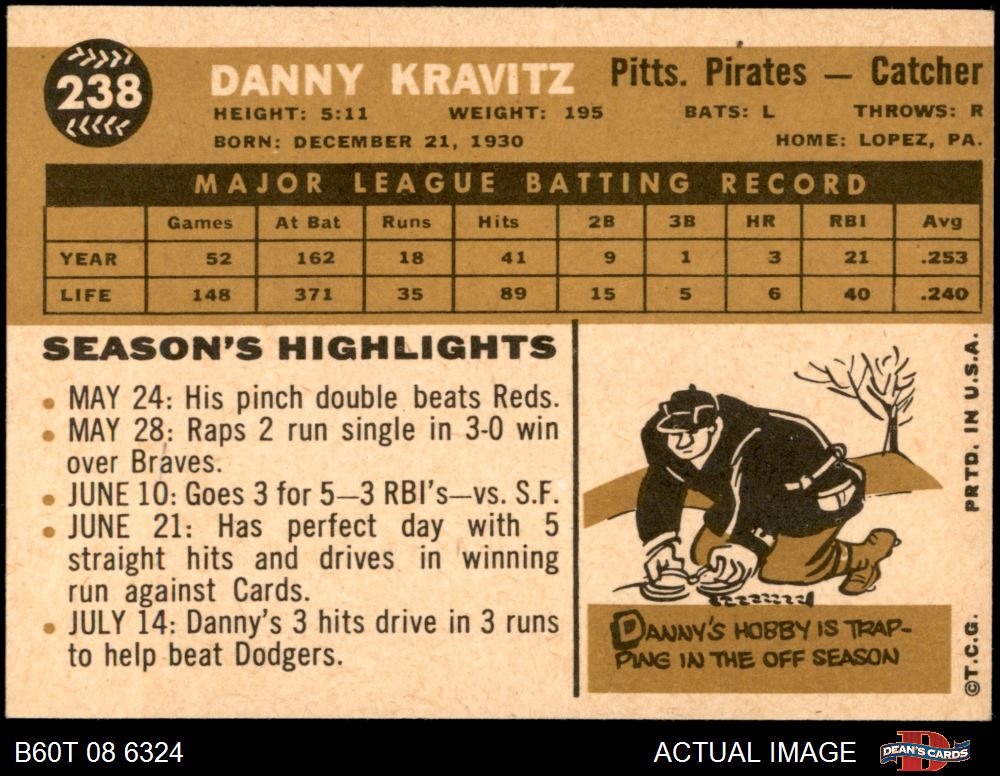 238
DANNY KRAVITZ Pitts. Pirates — Catcher
HEIGHT: 5:11 WEIGHT: 195 BATS: L THROWS: R
BORN: DECEMBER 21, 1930 HOME: LOPEZ, PA.
MAJOR LEAGUE BATTING RECORD
Games At Bat Runs Hits 2B 3B HR RBI Avg
YEAR 52 162 18 41 9 1 3 21 .253
LIFE 148 371 35 89 15 5 6 40 .240
SEASON'S HIGHLIGHTS
• MAY 24: His pinch double beats Reds.
• MAY 28: Raps 2 run single in 3-0 win
over Braves.
• JUNE 10: Goes 3 for 5—3 RBI's—vs. S.F.
• JUNE 21: Has perfect day with 5
straight hits and drives in winning
run against Cards.
• JULY 14: Danny's 3 hits drive in 3 runs
to help beat Dodgers.
DANNY'S HOBBY IS TRAP-
PING IN THE OFF SEASON
PRTD. IN U.S.A.
©T.C.G.
B60T 08 6324 ACTUAL IMAGE DEAN'S CARDS